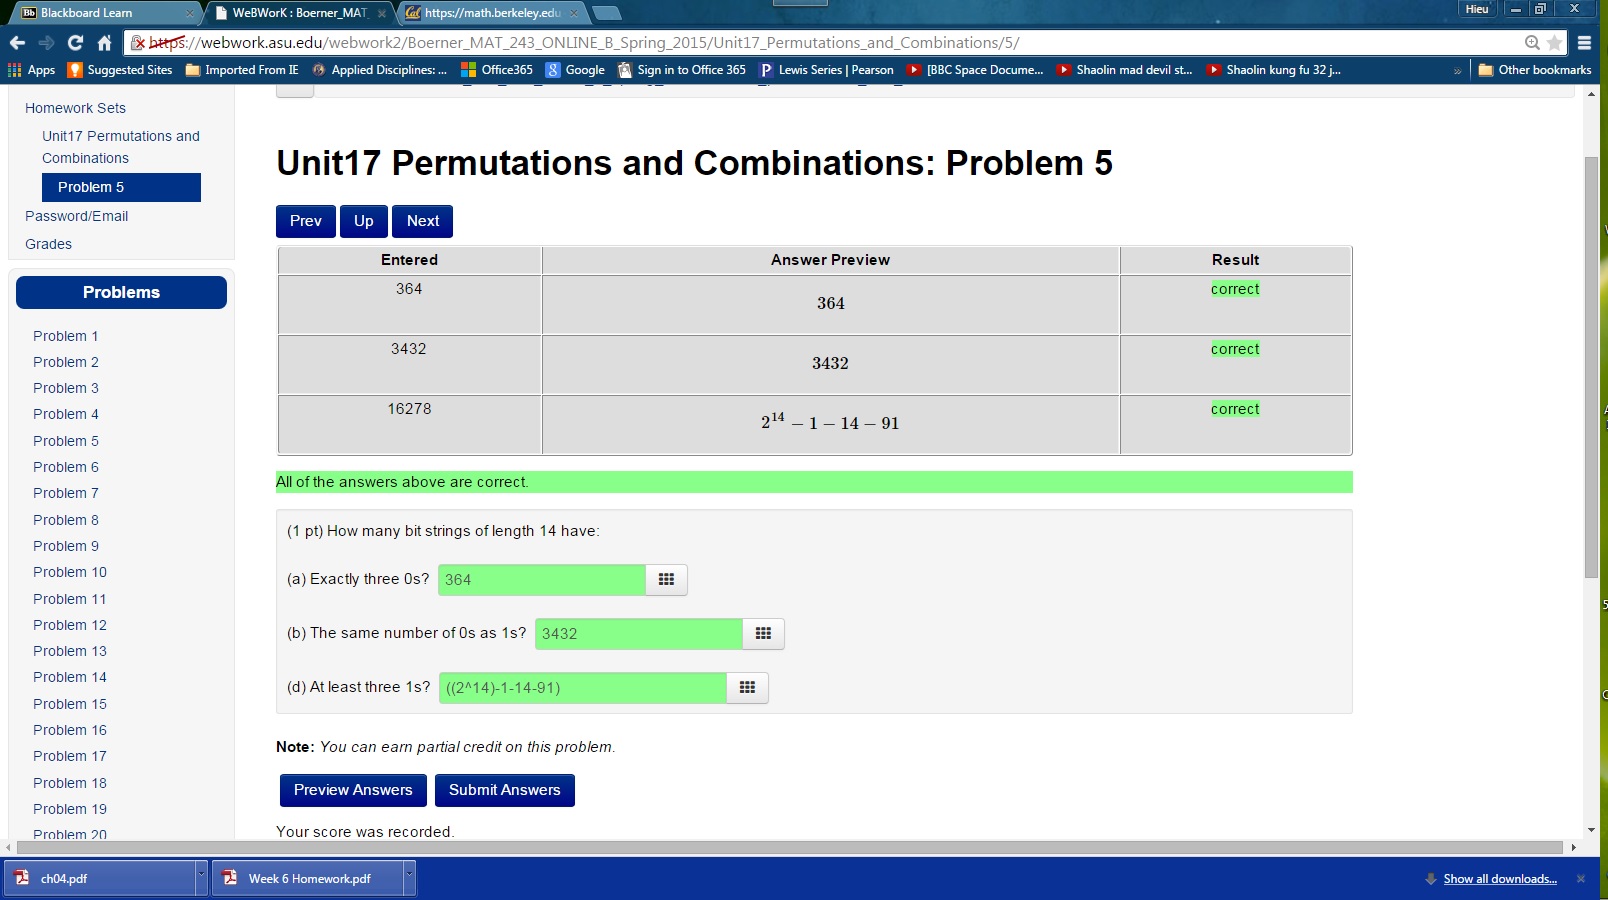 Blackboard Learn
WeBWorK : Boerner_MAT_
https://math.berkeley.edu
Hieu
https://webwork.asu.edu/webwork2/Boerner_MAT_243_ONLINE_B_Spring_2015/Unit17_Permutations_and_Combinations/5/
Apps Suggested Sites Imported From IE Applied Disciplines: ... Office365 Google Sign in to Office 365 Lewis Series | Pearson [BBC Space Docume... Shaolin mad devil st... Shaolin kung fu 32 j... » Other bookmarks
Homework Sets
Unit17 Permutations and
Combinations
Problem 5
Password/Email
Grades
Problems
Problem 1
Problem 2
Problem 3
Problem 4
Problem 5
Problem 6
Problem 7
Problem 8
Problem 9
Problem 10
Problem 11
Problem 12
Problem 13
Problem 14
Problem 15
Problem 16
Problem 17
Problem 18
Problem 19
Problem 20
Unit17 Permutations and Combinations: Problem 5
Prev Up Next
Entered Answer Preview Result
364 364 correct
3432 3432 correct
16278 2^14 − 1 − 14 − 91 correct
All of the answers above are correct.
(1 pt) How many bit strings of length 14 have:
(a) Exactly three 0s? 364
(b) The same number of 0s as 1s? 3432
(d) At least three 1s? ((2^14)-1-14-91)
Note: You can earn partial credit on this problem.
Preview Answers Submit Answers
Your score was recorded.
ch04.pdf Week 6 Homework.pdf Show all downloads...